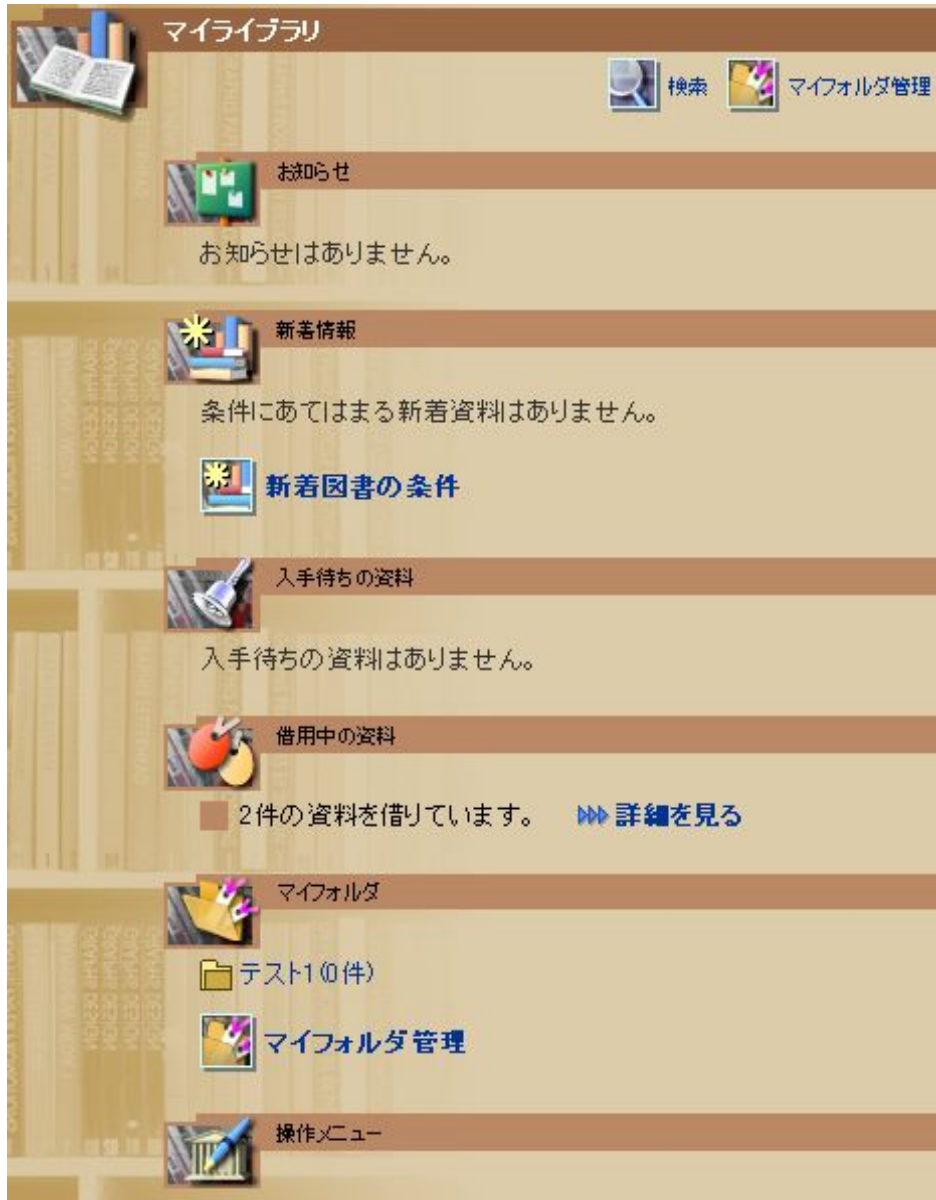 マイライブラリ
検索 マイフォルダ管理
お知らせ
お知らせはありません。
新着情報
条件にあてはまる新着資料はありません。
新着図書の条件
入手待ちの資料
入手待ちの資料はありません。
借用中の資料
2件の資料を借りています。 詳細を見る
マイフォルダ
テスト1(0件)
マイフォルダ管理
操作メニュー